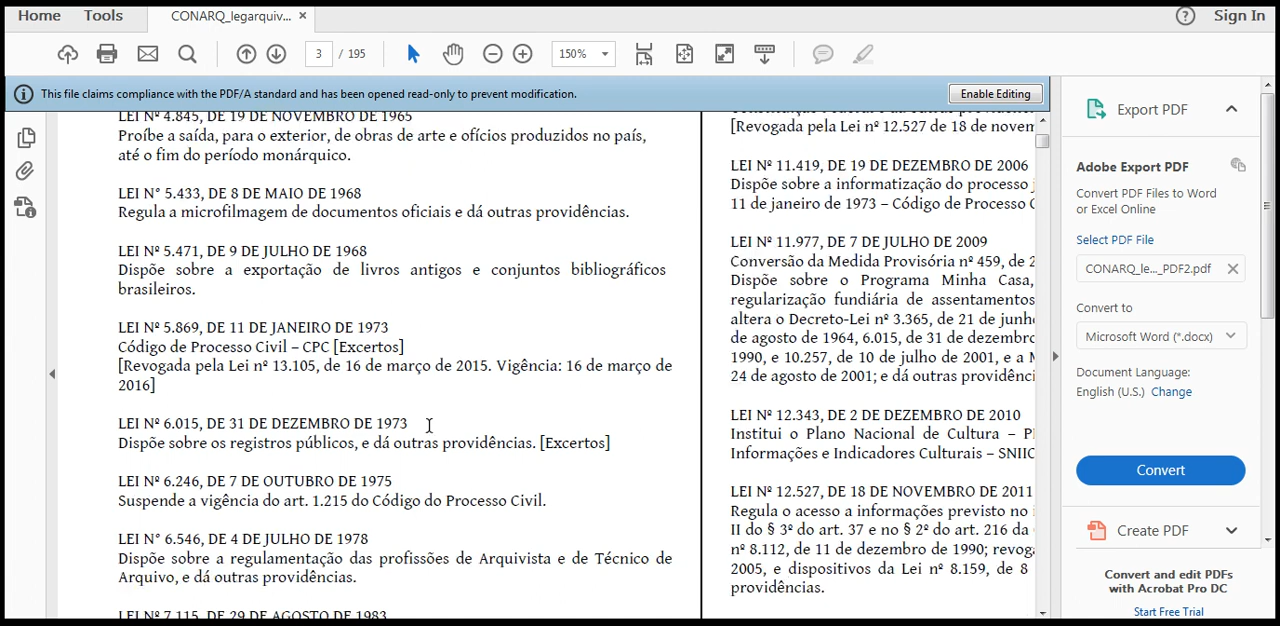 Home Tools CONARQ_legarquiv... × Sign In
3 / 195 150%
This file claims compliance with the PDF/A standard and has been opened read-only to prevent modification. Enable Editing
LEI Nº 4.845, DE 19 DE NOVEMBRO DE 1965
Proíbe a saída, para o exterior, de obras de arte e ofícios produzidos no país,
até o fim do período monárquico.
LEI N° 5.433, DE 8 DE MAIO DE 1968
Regula a microfilmagem de documentos oficiais e dá outras providências.
LEI Nº 5.471, DE 9 DE JULHO DE 1968
Dispõe sobre a exportação de livros antigos e conjuntos bibliográficos
brasileiros.
LEI Nº 5.869, DE 11 DE JANEIRO DE 1973
Código de Processo Civil – CPC [Excertos]
[Revogada pela Lei nº 13.105, de 16 de março de 2015. Vigência: 16 de março de
2016]
LEI Nº 6.015, DE 31 DE DEZEMBRO DE 1973
Dispõe sobre os registros públicos, e dá outras providências. [Excertos]
LEI Nº 6.246, DE 7 DE OUTUBRO DE 1975
Suspende a vigência do art. 1.215 do Código do Processo Civil.
LEI N° 6.546, DE 4 DE JULHO DE 1978
Dispõe sobre a regulamentação das profissões de Arquivista e de Técnico de
Arquivo, e dá outras providências.
LEI Nº 7.115, DE 29 DE AGOSTO DE 1983
[Revogada pela Lei nº 12.527 de 18 de novem
LEI Nº 11.419, DE 19 DE DEZEMBRO DE 2006
Dispõe sobre a informatização do processo
11 de janeiro de 1973 – Código de Processo C
LEI Nº 11.977, DE 7 DE JULHO DE 2009
Conversão da Medida Provisória nº 459, de 2
Dispõe sobre o Programa Minha Casa,
regularização fundiária de assentamentos
altera o Decreto-Lei nº 3.365, de 21 de junh
de agosto de 1964, 6.015, de 31 de dezembro
1990, e 10.257, de 10 de julho de 2001, e a M
24 de agosto de 2001; e dá outras providênci
LEI Nº 12.343, DE 2 DE DEZEMBRO DE 2010
Institui o Plano Nacional de Cultura – P
Informações e Indicadores Culturais – SNIIC
LEI Nº 12.527, DE 18 DE NOVEMBRO DE 2011
Regula o acesso a informações previsto no i
II do § 3º do art. 37 e no § 2º do art. 216 da
nº 8.112, de 11 de dezembro de 1990; revog
2005, e dispositivos da Lei nº 8.159, de 8
providências.
Export PDF
Adobe Export PDF
Convert PDF Files to Word
or Excel Online
Select PDF File
CONARQ_le..._PDF2.pdf
Convert to
Microsoft Word (*.docx)
Document Language:
English (U.S.) Change
Convert
Create PDF
Convert and edit PDFs
with Acrobat Pro DC
Start Free Trial